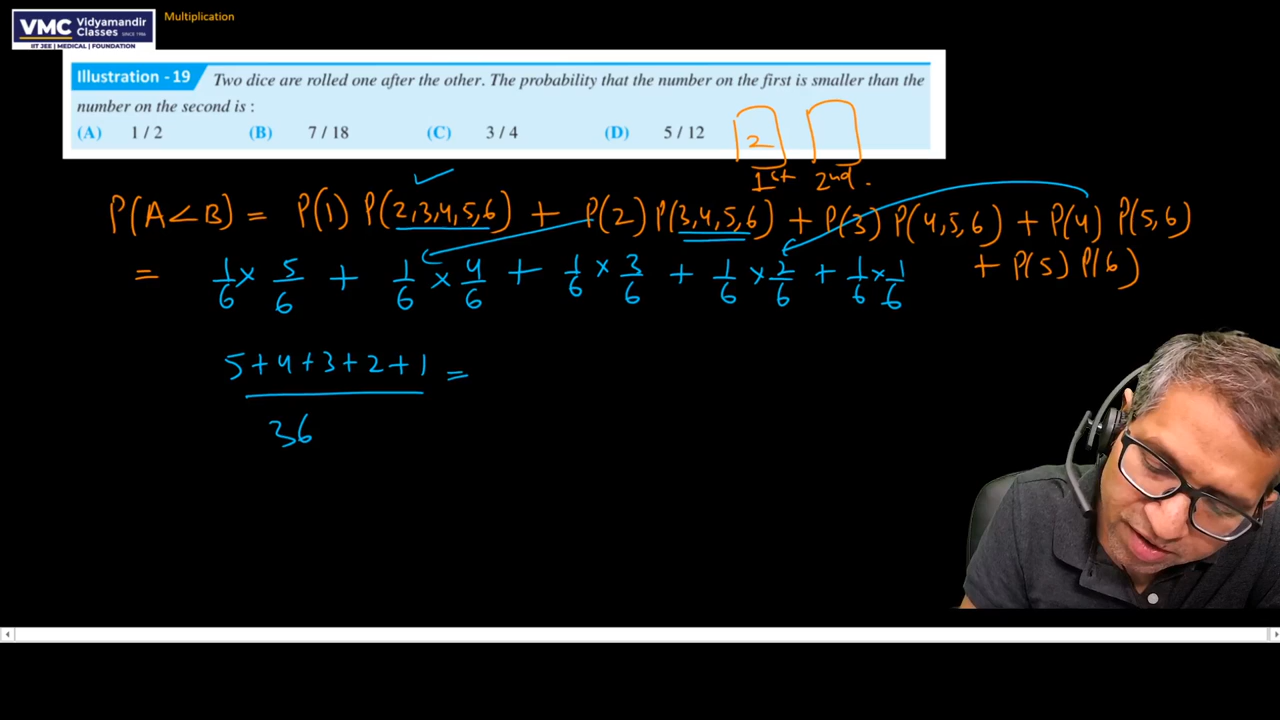 Multiplication
VMC Vidyamandir Classes SINCE 1986
IIT JEE | MEDICAL | FOUNDATION
Illustration - 19 Two dice are rolled one after the other. The probability that the number on the first is smaller than the
number on the second is :
(A) 1 / 2 (B) 7 / 18 (C) 3 / 4 (D) 5 / 12
2
1st 2nd.
P(A<B) = P(1) P(2,3,4,5,6) + P(2) P(3,4,5,6) + P(3) P(4,5,6) + P(4) P(5,6)
+ P(5) P(6)
= 1/6 × 5/6 + 1/6 × 4/6 + 1/6 × 3/6 + 1/6 × 2/6 + 1/6 × 1/6
5+4+3+2+1 =
36